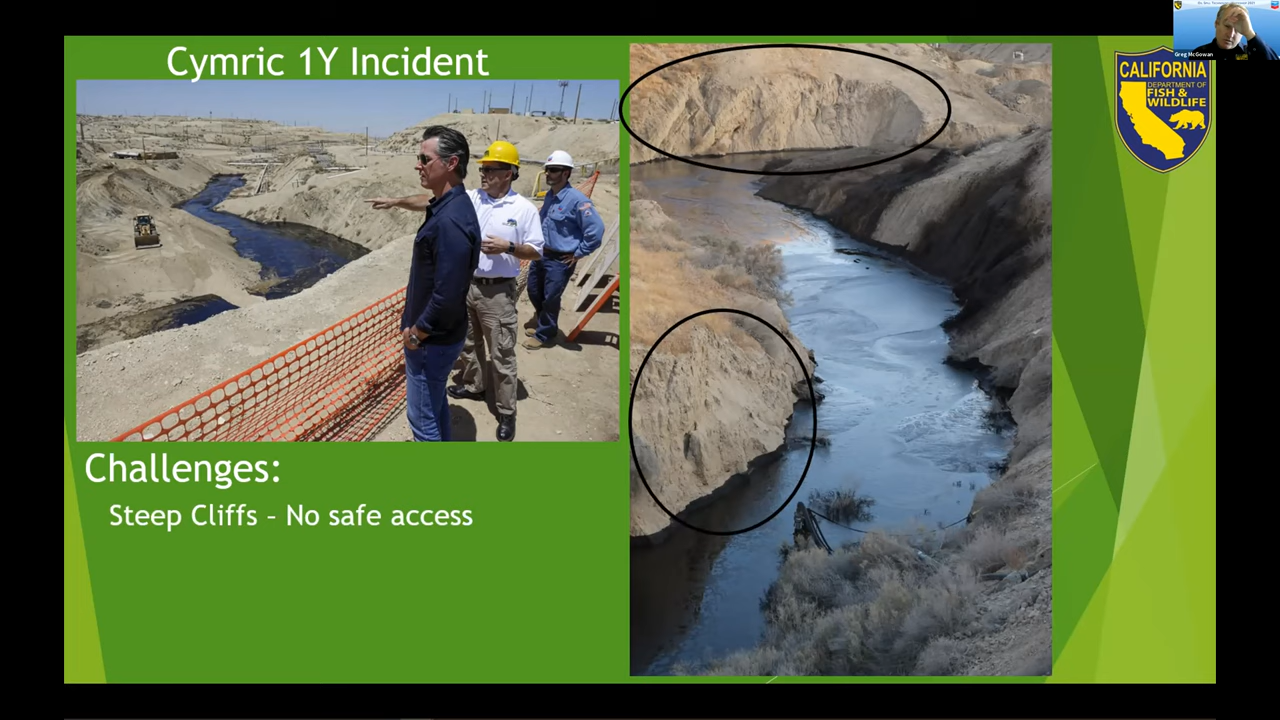 Cymric 1Y Incident
CALIFORNIA
DEPARTMENT OF
FISH &
WILDLIFE
Greg McGowan
Challenges:
Steep Cliffs – No safe access